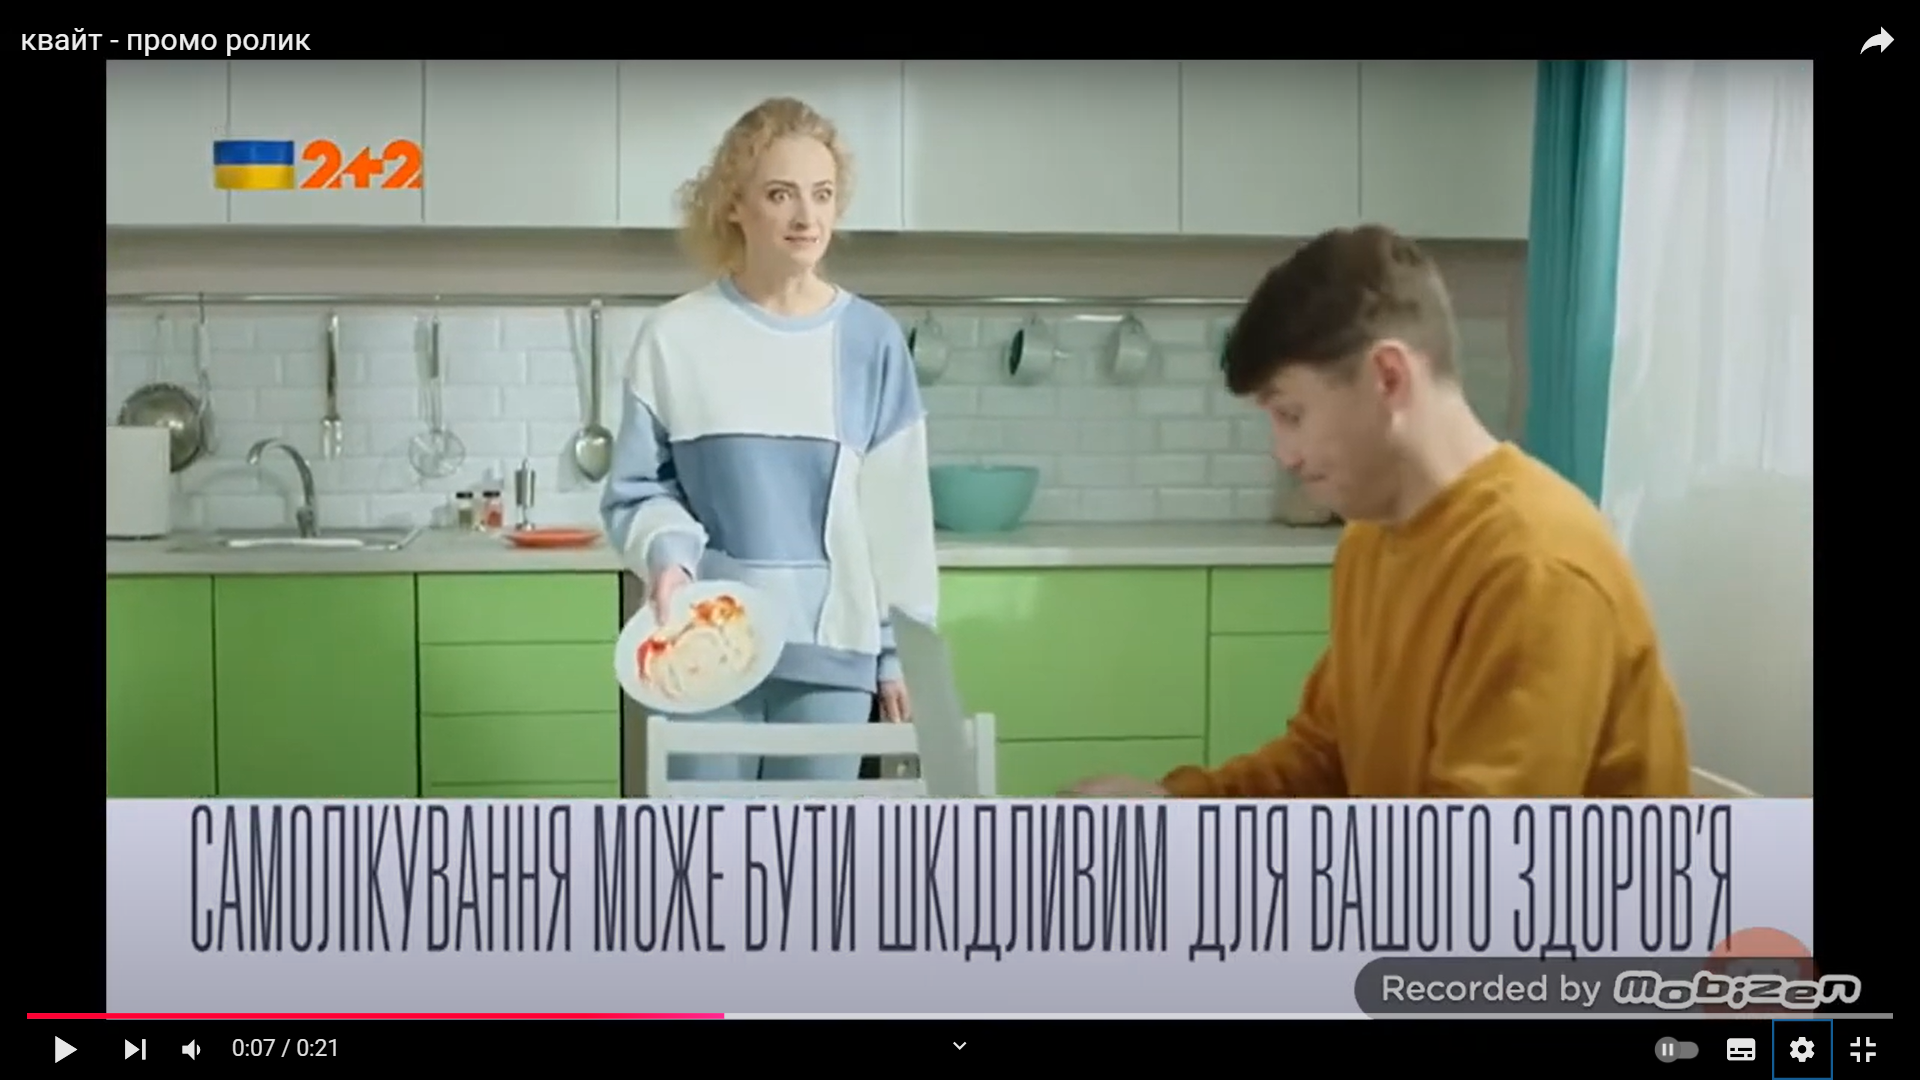 квайт - промо ролик
2+2
САМОЛІКУВАННЯ МОЖЕ БУТИ ШКІДЛИВИМ ДЛЯ ВАШОГО ЗДОРОВ'Я
Recorded by mobizen
0:07 / 0:21